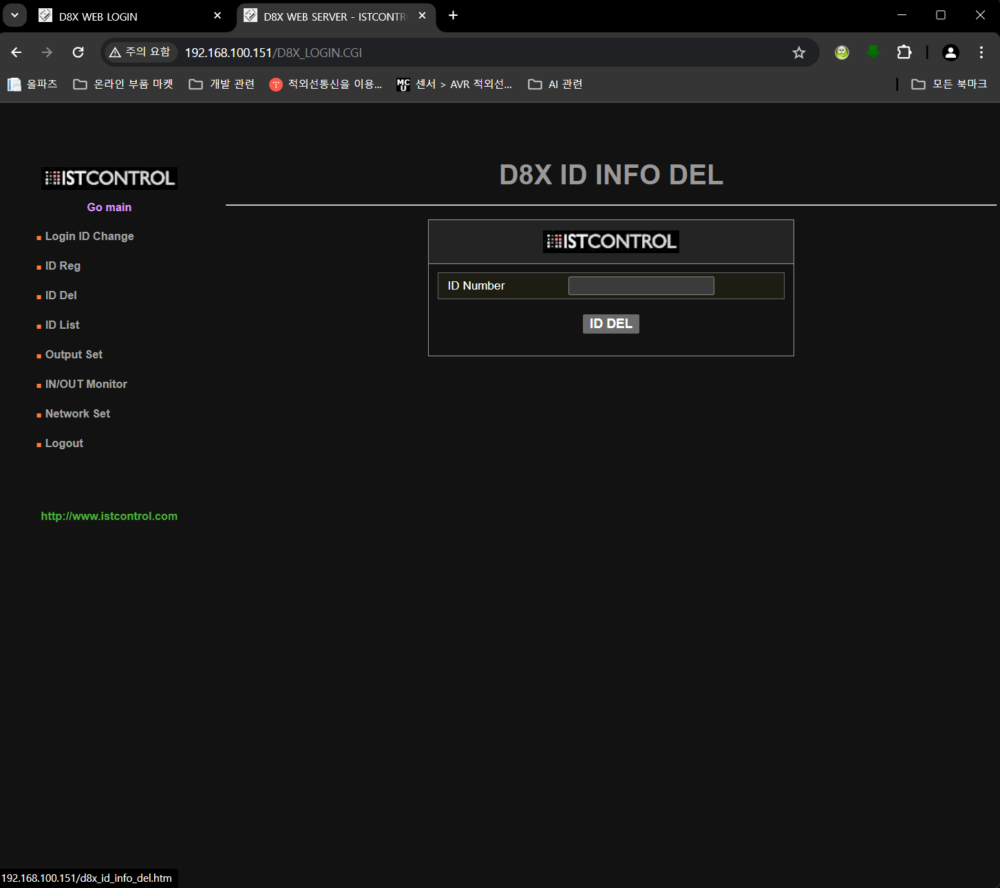 D8X WEB LOGIN
D8X WEB SERVER - ISTCONTR
주의 요함
192.168.100.151/D8X_LOGIN.CGI
올파츠
온라인 부품 마켓
개발 관련
적외선통신을 이용...
MCU
센서 > AVR 적외선...
AI 관련
모든 북마크
ISTCONTROL
Go main
Login ID Change
ID Reg
ID Del
ID List
Output Set
IN/OUT Monitor
Network Set
Logout
http://www.istcontrol.com
D8X ID INFO DEL
ISTCONTROL
ID Number
ID DEL
192.168.100.151/d8x_id_info_del.htm